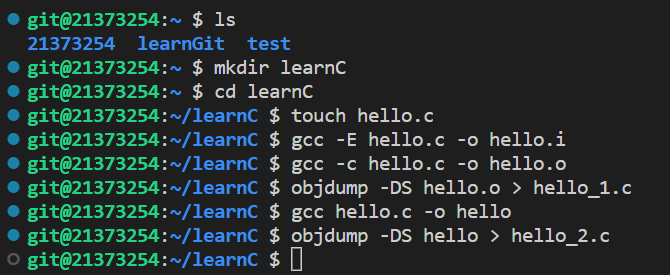 git@21373254:~ $ ls
21373254  learnGit  test
git@21373254:~ $ mkdir learnC
git@21373254:~ $ cd learnC
git@21373254:~/learnC $ touch hello.c
git@21373254:~/learnC $ gcc -E hello.c -o hello.i
git@21373254:~/learnC $ gcc -c hello.c -o hello.o
git@21373254:~/learnC $ objdump -DS hello.o > hello_1.c
git@21373254:~/learnC $ gcc hello.c -o hello
git@21373254:~/learnC $ objdump -DS hello > hello_2.c
git@21373254:~/learnC $